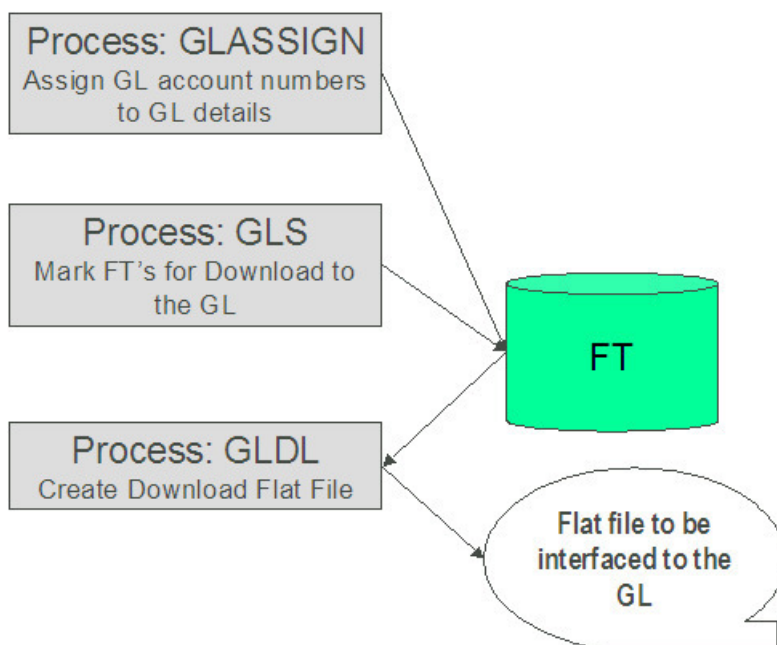 Process: GLASSIGN
Assign GL account numbers
to GL details
Process: GLS
Mark FT's for Download to
the GL
FT
Process: GLDL
Create Download Flat File
Flat file to be
interfaced to the
GL